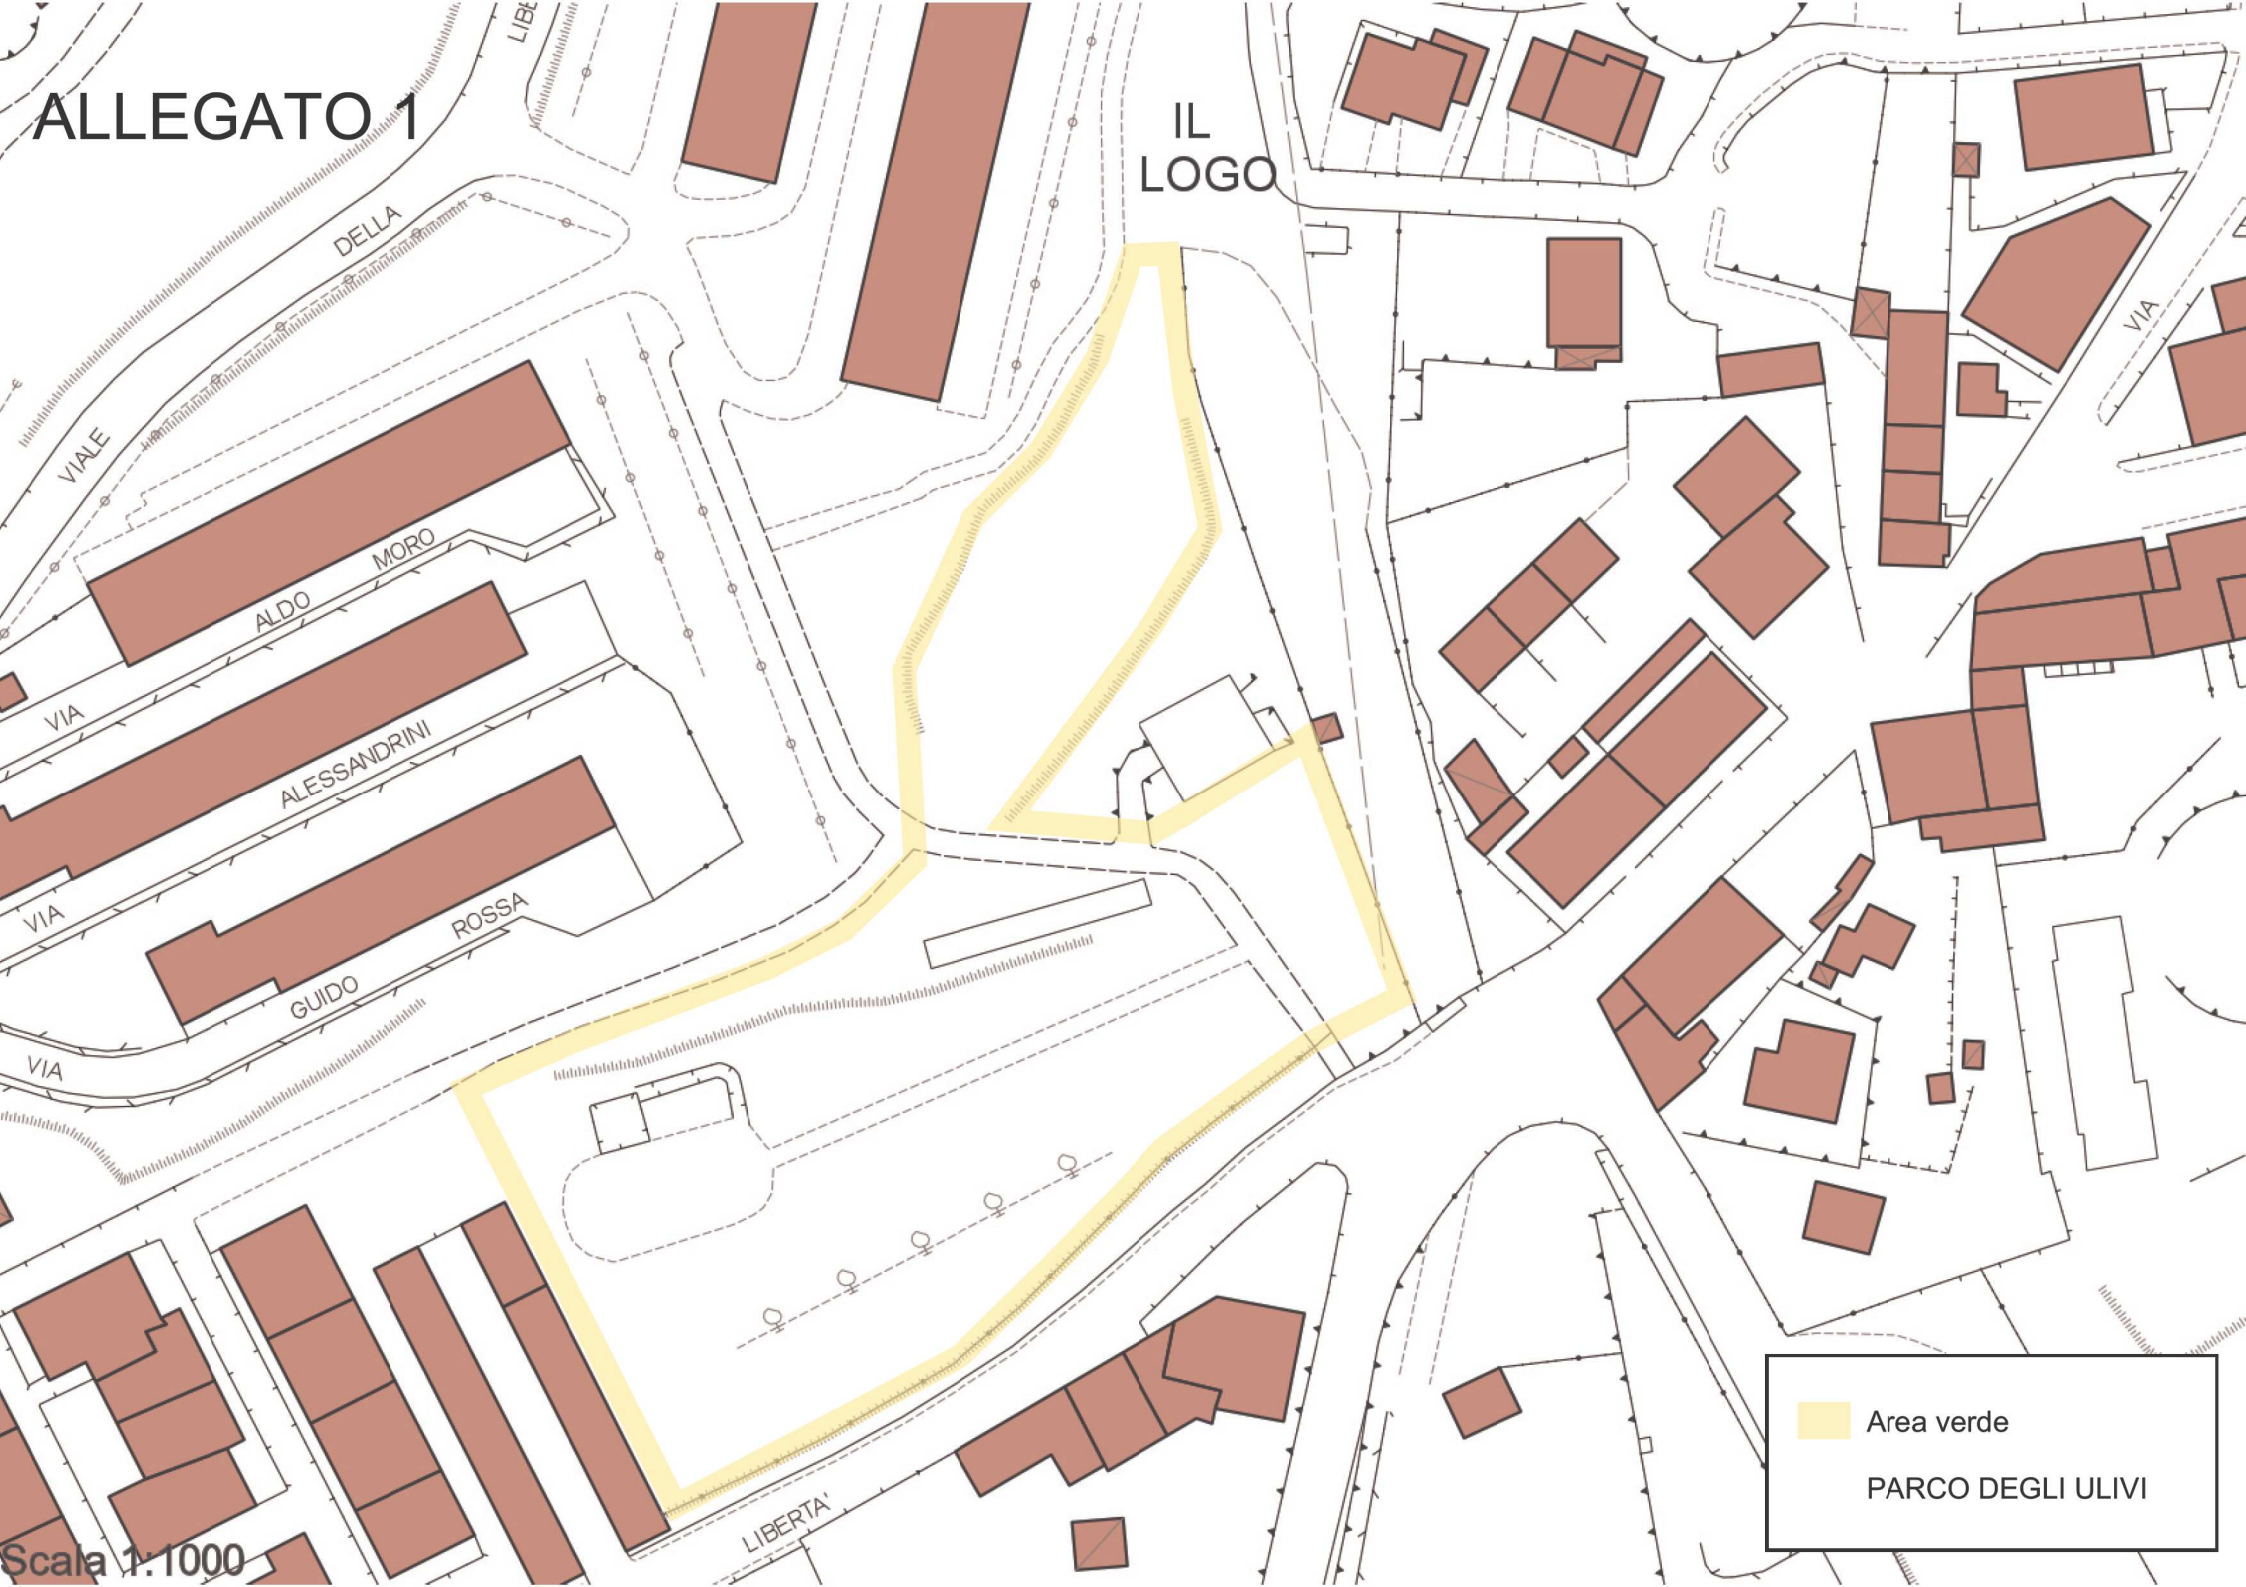 LIBE
ALLEGATO 1
IL
LOGO
DELLA
VIALE
VIA
MORO
ALDO
VIA
ALESSANDRINI
VIA
ROSSA
GUIDO
VIA
Area verde
PARCO DEGLI ULIVI
LIBERTA'
Scala 1:1000